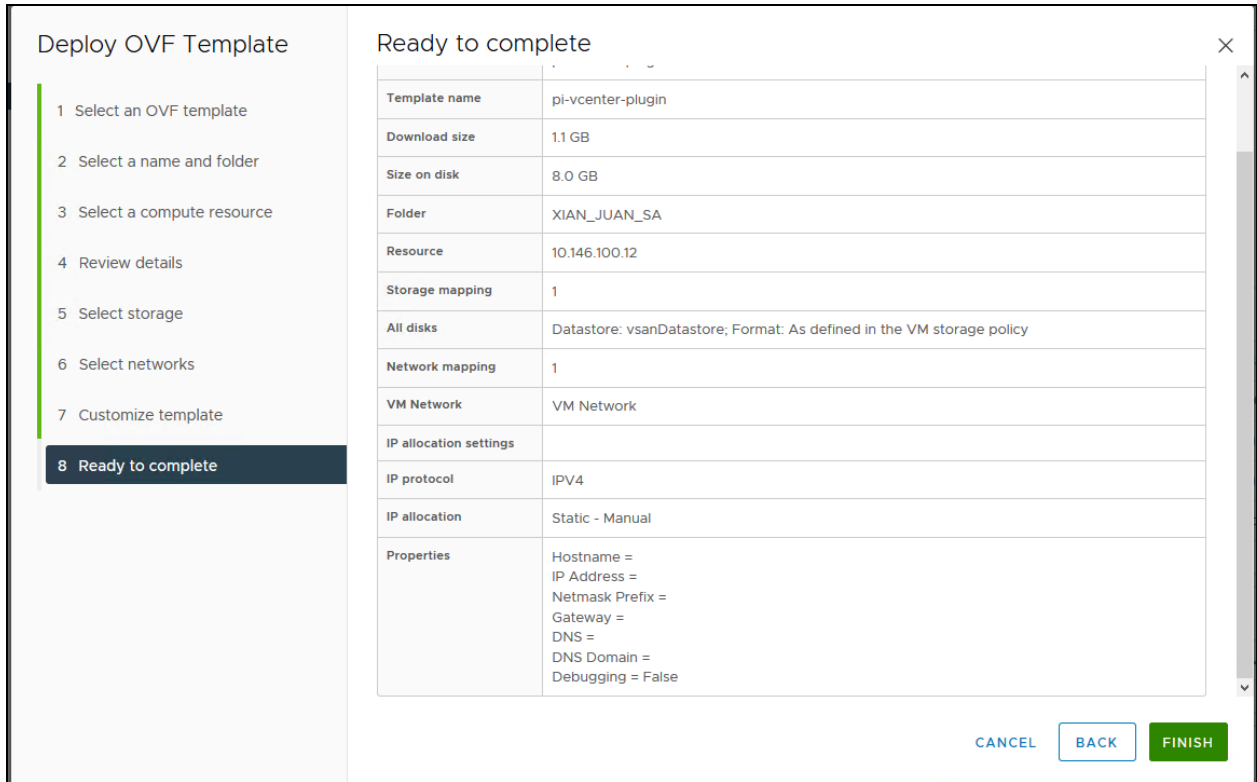 Deploy OVF Template
1 Select an OVF template
2 Select a name and folder
3 Select a compute resource
4 Review details
5 Select storage
6 Select networks
7 Customize template
8 Ready to complete
Ready to complete
Template name pi-vcenter-plugin
Download size 1.1 GB
Size on disk 8.0 GB
Folder XIAN_JUAN_SA
Resource 10.146.100.12
Storage mapping 1
All disks Datastore: vsanDatastore; Format: As defined in the VM storage policy
Network mapping 1
VM Network VM Network
IP allocation settings
IP protocol IPV4
IP allocation Static - Manual
Properties Hostname =
IP Address =
Netmask Prefix =
Gateway =
DNS =
DNS Domain =
Debugging = False
CANCEL BACK FINISH